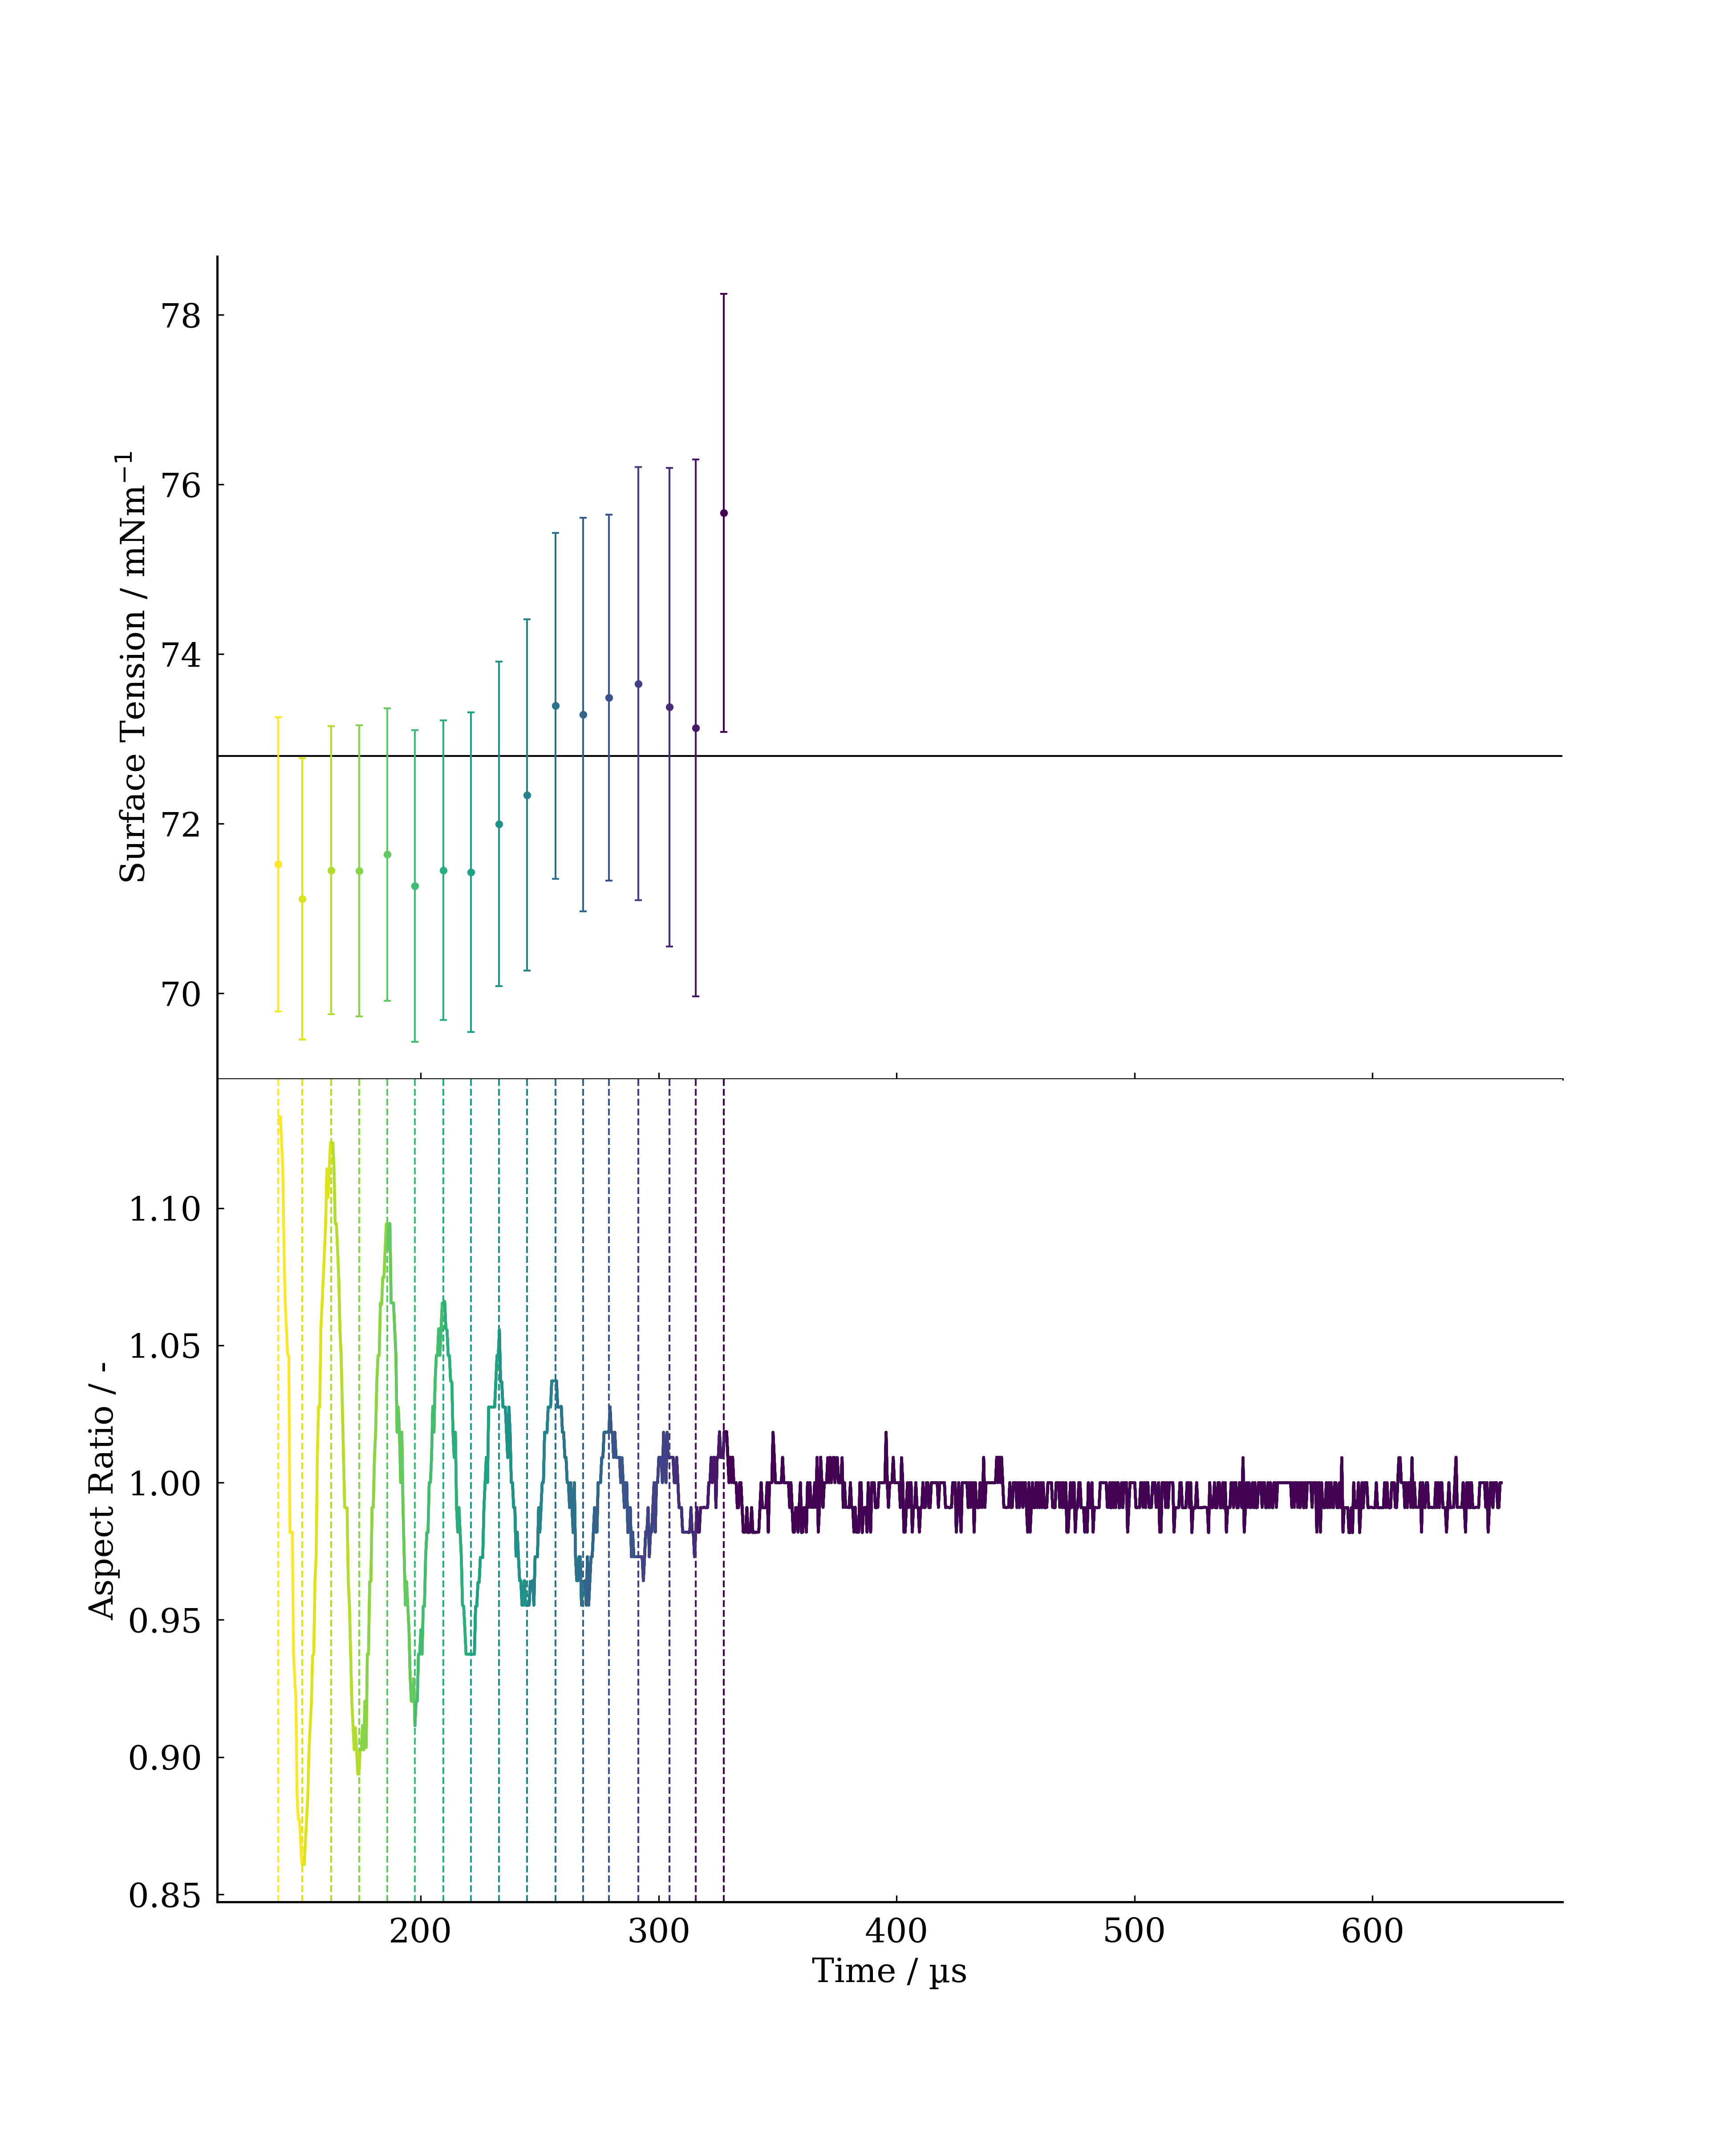 78
76
74
72
70
Surface Tension / mNm⁻¹
1.10
1.05
1.00
0.95
0.90
0.85
Aspect Ratio / -
200 300 400 500 600
Time / µs